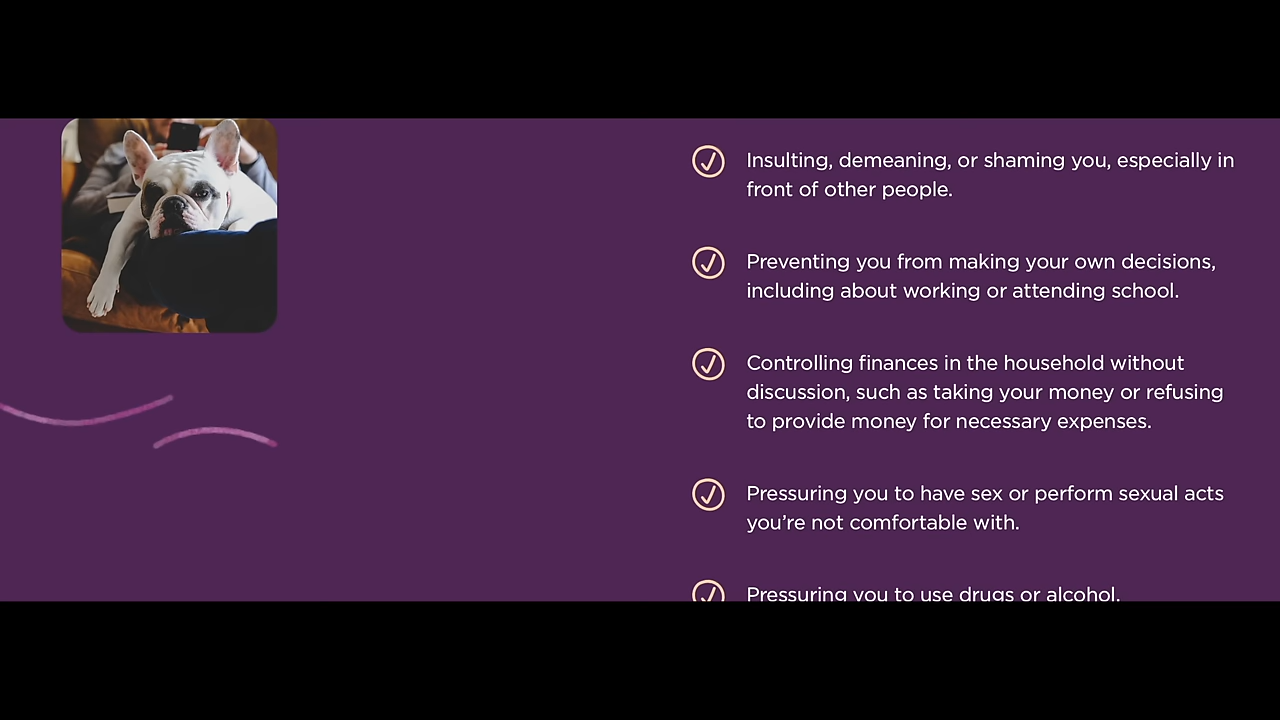 Insulting, demeaning, or shaming you, especially in
front of other people.
Preventing you from making your own decisions,
including about working or attending school.
Controlling finances in the household without
discussion, such as taking your money or refusing
to provide money for necessary expenses.
Pressuring you to have sex or perform sexual acts
you’re not comfortable with.
Pressuring you to use drugs or alcohol.